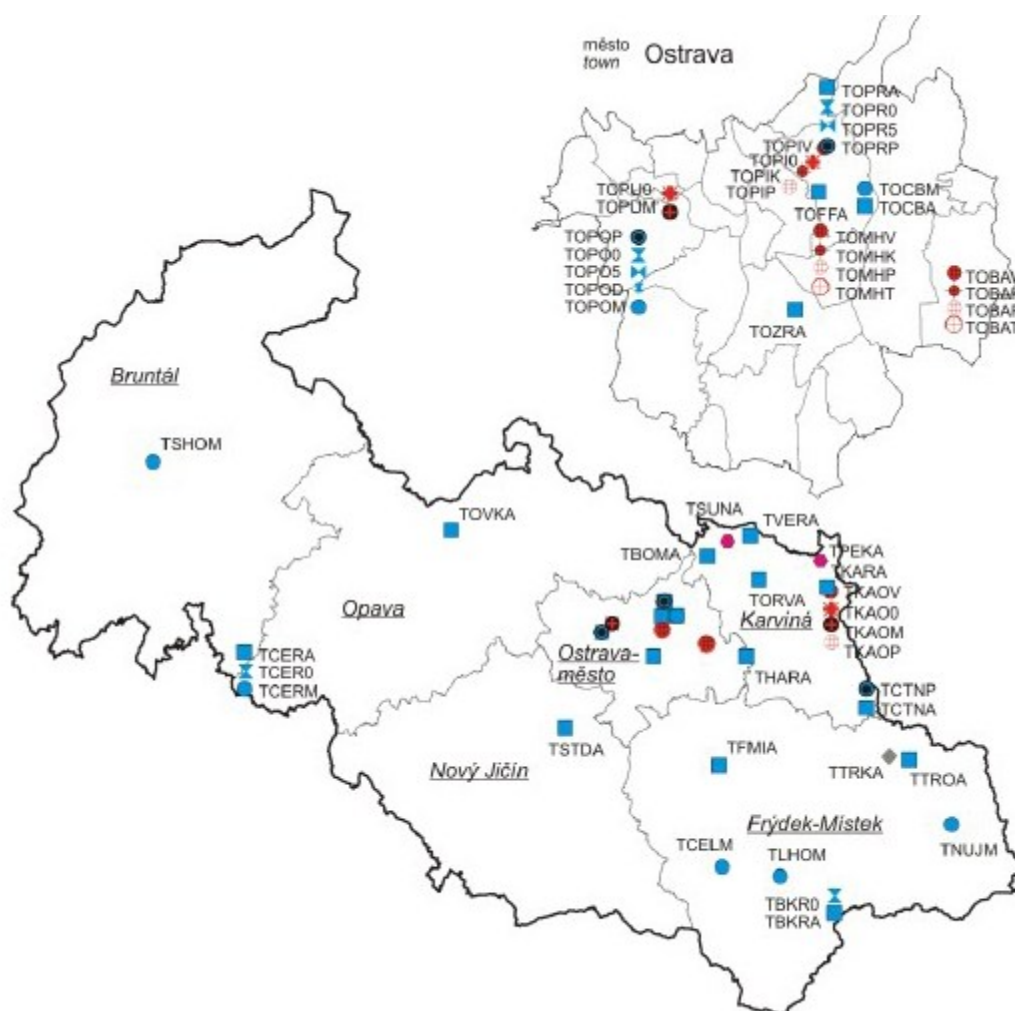 město
town Ostrava
TOPRA
TOPR0
TOPR5
TOPIV TOPRP
TOPI0
TOPIK
TOPIP
TOPU0
TOPUM
TOCBM
TOCBA
TOFFA
TOPOP
TOPO0
TOPO5
TOPOD
TOPOM
TOMHV
TOMHK
TOMHP
TOMHT
TOBAT
TOZRA
Bruntál
TSHOM
TOVKA
TSUNA
TVERA
TBOMA
TPEKA
TKARA
TORVA
TKAOV
TKAO0
TKAOM
TKAOP
Opava
Karviná
Ostrava-
město
THARA
TCERA
TCER0
TCERM
TCTNP
TCTNA
TSTDA
TFMIA
TTRKA
TTROA
Nový Jičín
Frýdek-Místek
TCELM
TLHOM
TNUJM
TBKR0
TBKRA